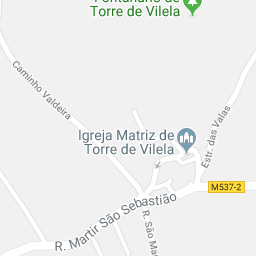 Torre de Vilela
Caminho Valdeira
Igreja Matriz de
Torre de Vilela
Estr. das Valas
M537-2
R. Martir São Sebastião
R. São Ma